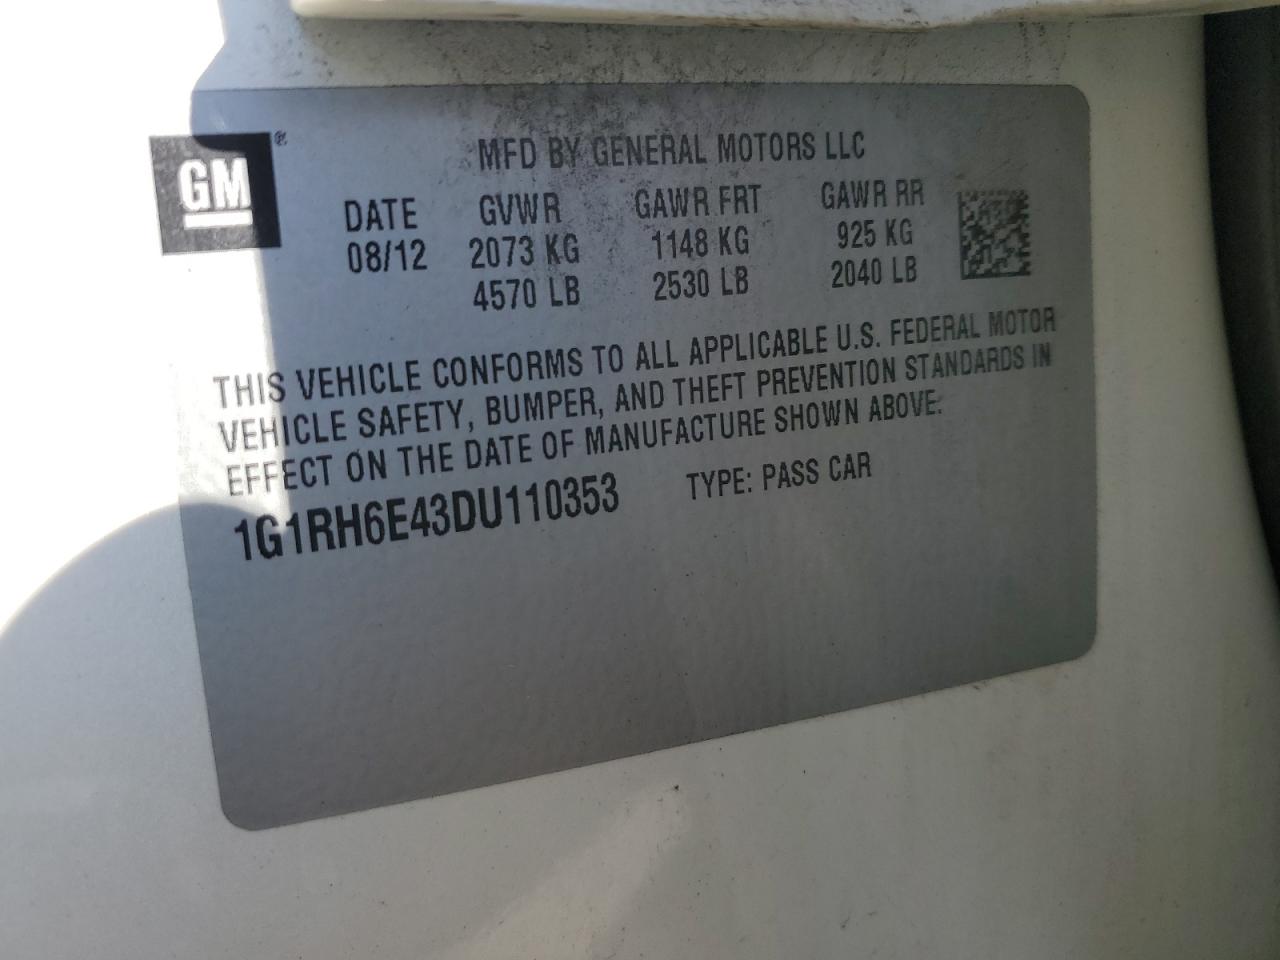 GM®
MFD BY GENERAL MOTORS LLC
DATE GVWR GAWR FRT GAWR RR
08/12 2073 KG 1148 KG 925 KG
4570 LB 2530 LB 2040 LB
THIS VEHICLE CONFORMS TO ALL APPLICABLE U.S. FEDERAL MOTOR
VEHICLE SAFETY, BUMPER, AND THEFT PREVENTION STANDARDS IN
EFFECT ON THE DATE OF MANUFACTURE SHOWN ABOVE.
1G1RH6E43DU110353 TYPE: PASS CAR